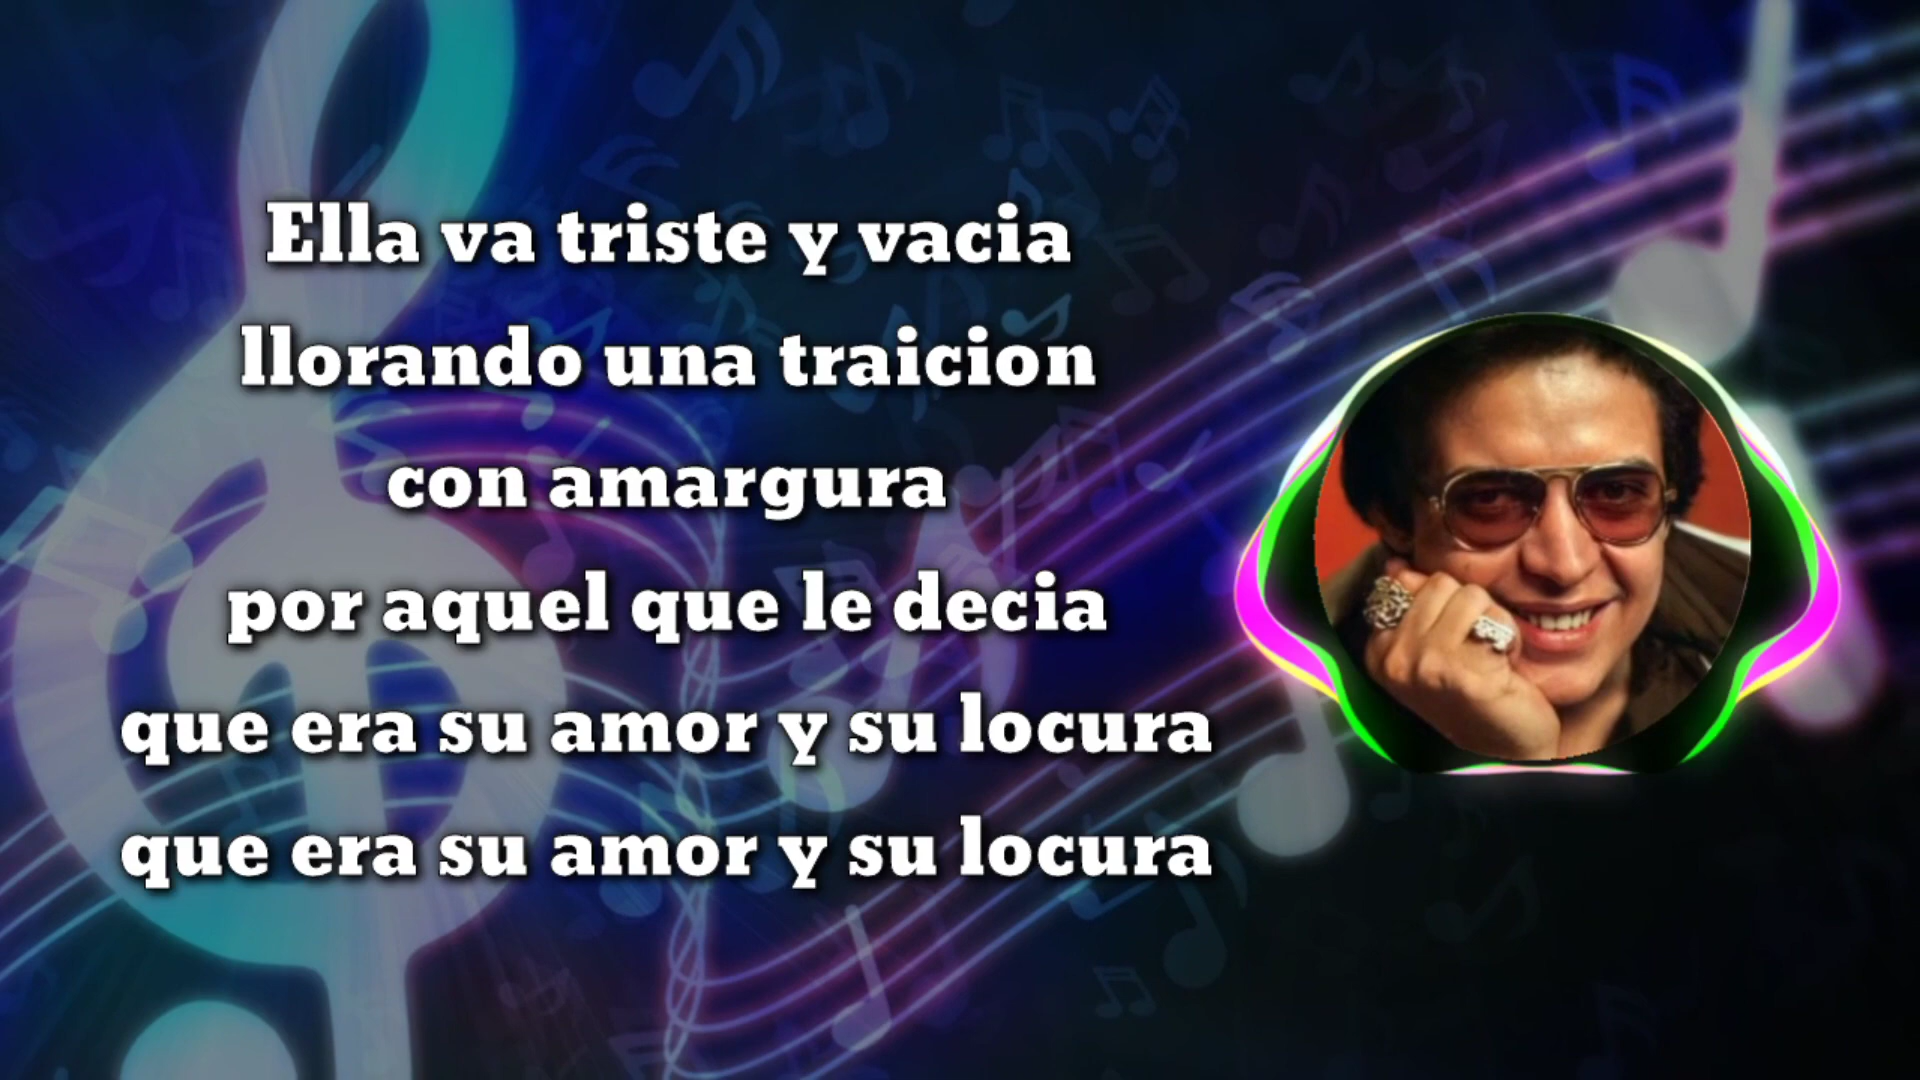 Ella va triste y vacia
llorando una traicion
con amargura
por aquel que le decia
que era su amor y su locura
que era su amor y su locura